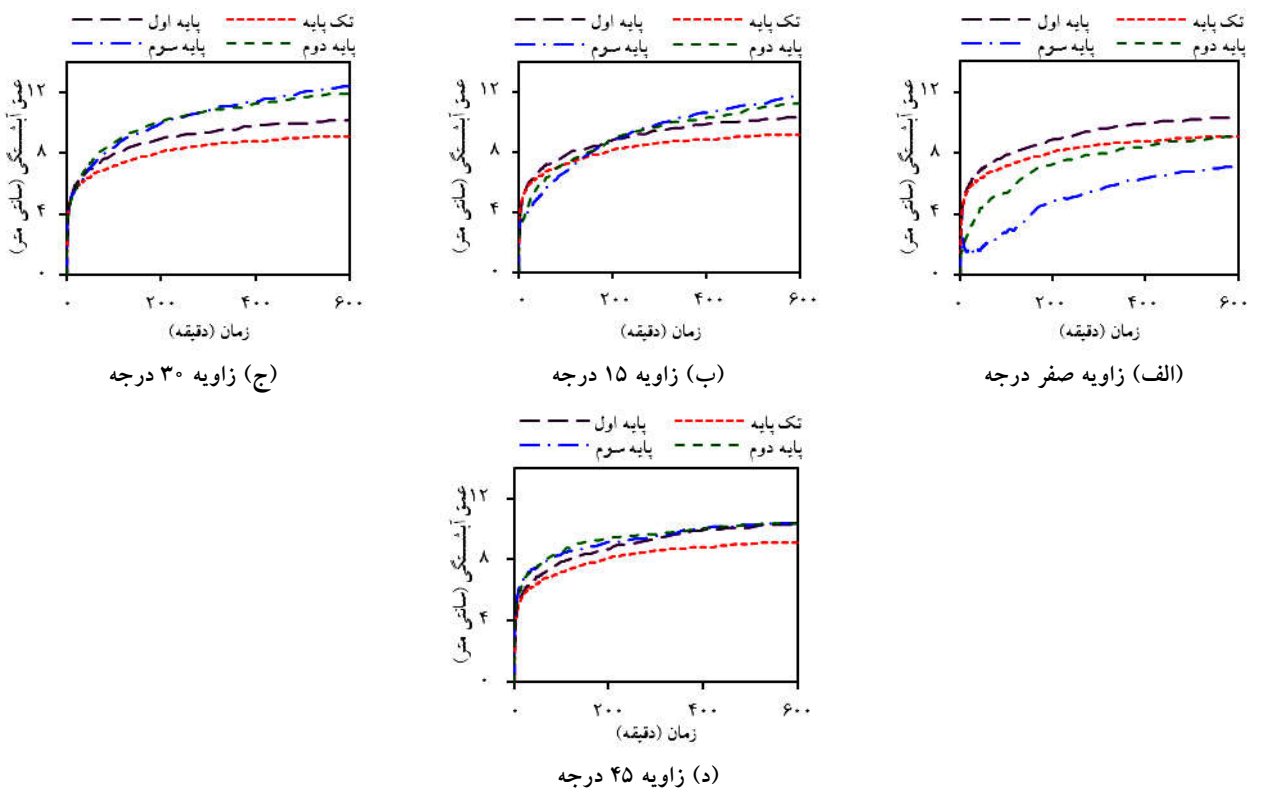 تک پایه پایه اول
پایه دوم پایه سوم
عمق آبشستگی (سانتی متر)
۱۲
۸
۴
۰
۰ ۲۰۰ ۴۰۰ ۶۰۰
زمان (دقیقه)
(الف) زاویه صفر درجه
تک پایه پایه اول
پایه دوم پایه سوم
عمق آبشستگی (سانتی متر)
۱۲
۸
۴
۰
۰ ۲۰۰ ۴۰۰ ۶۰۰
زمان (دقیقه)
(ب) زاویه ۱۵ درجه
تک پایه پایه اول
پایه دوم پایه سوم
عمق آبشستگی (سانتی متر)
۱۲
۸
۴
۰
۰ ۲۰۰ ۴۰۰ ۶۰۰
زمان (دقیقه)
(ج) زاویه ۳۰ درجه
تک پایه پایه اول
پایه دوم پایه سوم
عمق آبشستگی (سانتی متر)
۱۲
۸
۴
۰
۰ ۲۰۰ ۴۰۰ ۶۰۰
زمان (دقیقه)
(د) زاویه ۴۵ درجه